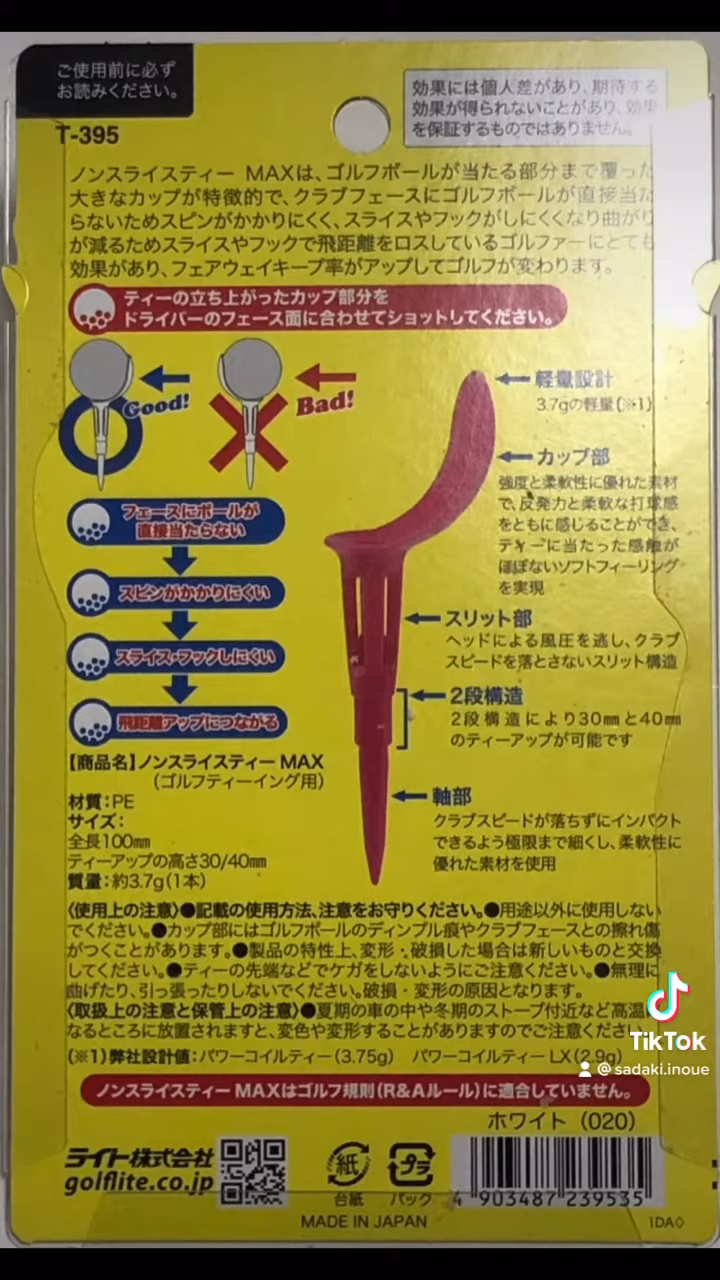 ご使用前に必ず
お読みください。
効果には個人差があり、期待する
効果が得られないことがあり、効果
を保証するものではありません。
T-395
ノンスライスティー MAXは、ゴルフボールが当たる部分まで覆った
大きなカップが特徴的で、クラブフェースにゴルフボールが直接当た
らないためスピンがかかりにくく、スライスやフックがしにくくなり曲がり
が減るためスライスやフックで飛距離をロスしているゴルファーにとても
効果があり、フェアウェイキープ率がアップしてゴルフが変わります。
ティーの立ち上がったカップ部分を
ドライバーのフェース面に合わせてショットしてください。
Good!
Bad!
軽量設計
3.7gの軽量(※1)
カップ部
強度と柔軟性に優れた素材
で、反発力と柔軟な打球感
をともに感じることができ、
ティーに当たった感触が
ほぼないソフトフィーリング
を実現
フェースにボールが
直接当たらない
スピンがかかりにくい
スライス・フックしにくい
飛距離アップにつながる
スリット部
ヘッドによる風圧を逃し、クラブ
スピードを落とさないスリット構造
2段構造
2段構造により30㎜と40㎜
のティーアップが可能です
軸部
クラブスピードが落ちずにインパクト
できるよう極限まで細くし、柔軟性に
優れた素材を使用
【商品名】ノンスライスティー MAX
(ゴルフティーイング用)
材質:PE
サイズ:
全長100㎜
ティーアップの高さ30/40㎜
質量:約3.7g(1本)
〈使用上の注意〉●記載の使用方法、注意をお守りください。●用途以外に使用しない
でください。●カップ部にはゴルフボールのディンプル痕やクラブフェースとの擦れ傷
がつくことがあります。●製品の特性上、変形・破損した場合は新しいものと交換
してください。●ティーの先端などでケガをしないようにご注意ください。●無理に
曲げたり、引っ張ったりしないでください。破損・変形の原因となります。
〈取扱上の注意と保管上の注意〉●夏期の車の中や冬期のストーブ付近など高温に
なるところに放置されますと、変色や変形することがありますのでご注意ください。
(※1)弊社設計値:パワーコイルティー(3.75g) パワーコイルティー LX(2.9g)
ノンスライスティー MAXはゴルフ規則(R&Aルール)に適合していません。
TikTok
@sadaki.inoue
ホワイト (020)
ライト株式会社
golflite.co.jp
紙
台紙
プラ
パック
4 903487 239535
MADE IN JAPAN
1DA◇